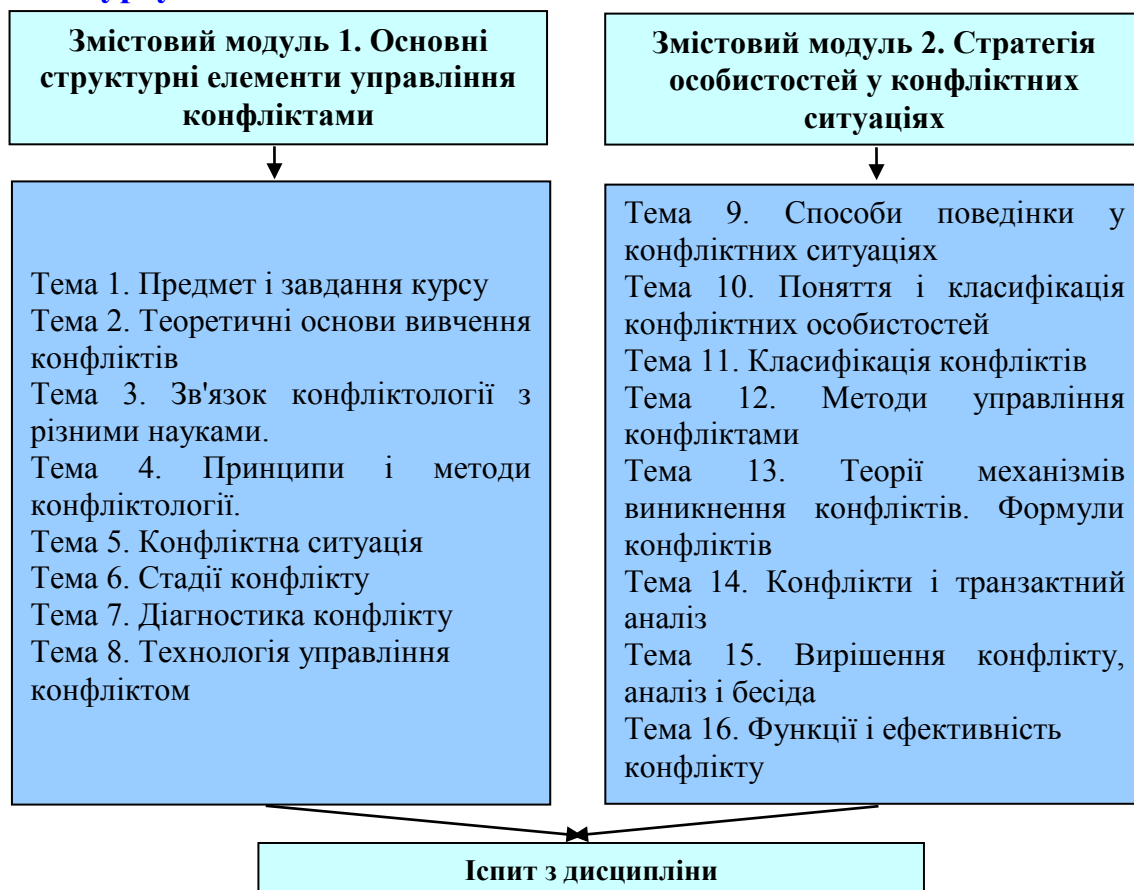 Змістовий модуль 1. Основні
структурні елементи управління
конфліктами
Тема 1. Предмет і завдання курсу
Тема 2. Теоретичні основи вивчення
конфліктів
Тема 3. Зв'язок конфліктології з
різними науками.
Тема 4. Принципи і методи
конфліктології.
Тема 5. Конфліктна ситуація
Тема 6. Стадії конфлікту
Тема 7. Діагностика конфлікту
Тема 8. Технологія управління
конфліктом
Змістовий модуль 2. Стратегія
особистостей у конфліктних
ситуаціях
Тема 9. Способи поведінки у
конфліктних ситуаціях
Тема 10. Поняття і класифікація
конфліктних особистостей
Тема 11. Класифікація конфліктів
Тема 12. Методи управління
конфліктами
Тема 13. Теорії механізмів
виникнення конфліктів. Формули
конфліктів
Тема 14. Конфлікти і транзактний
аналіз
Тема 15. Вирішення конфлікту,
аналіз і бесіда
Тема 16. Функції і ефективність
конфлікту
Іспит з дисципліни